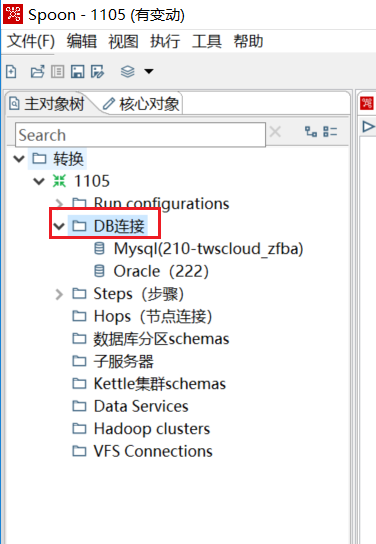 Spoon - 1105 (有变动)
文件(F) 编辑 视图 执行 工具 帮助
主对象树 核心对象
Search
转换
1105
Run configurations
DB连接
Mysql(210-twscloud_zfba)
Oracle（222）
Steps（步骤）
Hops（节点连接）
数据库分区schemas
子服务器
Kettle集群schemas
Data Services
Hadoop clusters
VFS Connections